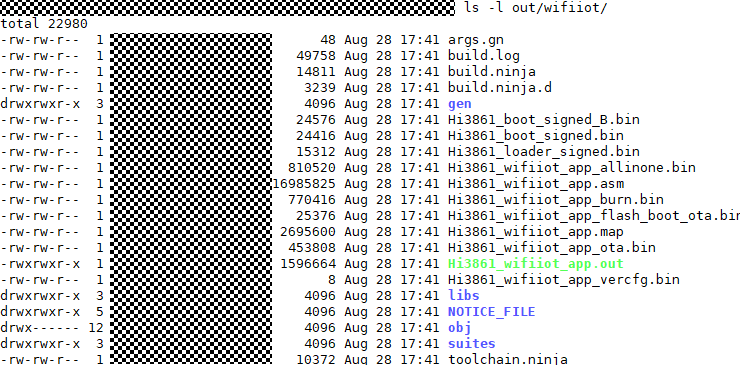 ls -l out/wifiiot/
total 22980
-rw-rw-r-- 1 48 Aug 28 17:41 args.gn
-rw-rw-r-- 1 49758 Aug 28 17:41 build.log
-rw-rw-r-- 1 14811 Aug 28 17:41 build.ninja
-rw-rw-r-- 1 3239 Aug 28 17:41 build.ninja.d
drwxrwxr-x 3 4096 Aug 28 17:41 gen
-rw-rw-r-- 1 24576 Aug 28 17:41 Hi3861_boot_signed_B.bin
-rw-rw-r-- 1 24416 Aug 28 17:41 Hi3861_boot_signed.bin
-rw-rw-r-- 1 15312 Aug 28 17:41 Hi3861_loader_signed.bin
-rw-rw-r-- 1 810520 Aug 28 17:41 Hi3861_wifiiot_app_allinone.bin
-rw-rw-r-- 1 16985825 Aug 28 17:41 Hi3861_wifiiot_app.asm
-rw-rw-r-- 1 770416 Aug 28 17:41 Hi3861_wifiiot_app_burn.bin
-rw-rw-r-- 1 25376 Aug 28 17:41 Hi3861_wifiiot_app_flash_boot_ota.bin
-rw-rw-r-- 1 2695600 Aug 28 17:41 Hi3861_wifiiot_app.map
-rw-rw-r-- 1 453808 Aug 28 17:41 Hi3861_wifiiot_app_ota.bin
-rwxrwxr-x 1 1596664 Aug 28 17:41 Hi3861_wifiiot_app.out
-rw-rw-r-- 1 8 Aug 28 17:41 Hi3861_wifiiot_app_vercfg.bin
drwxrwxr-x 3 4096 Aug 28 17:41 libs
drwxrwxr-x 5 4096 Aug 28 17:41 NOTICE_FILE
drwx------ 12 4096 Aug 28 17:41 obj
drwxrwxr-x 3 4096 Aug 28 17:41 suites
-rw-rw-r-- 1 10372 Aug 28 17:41 toolchain.ninja